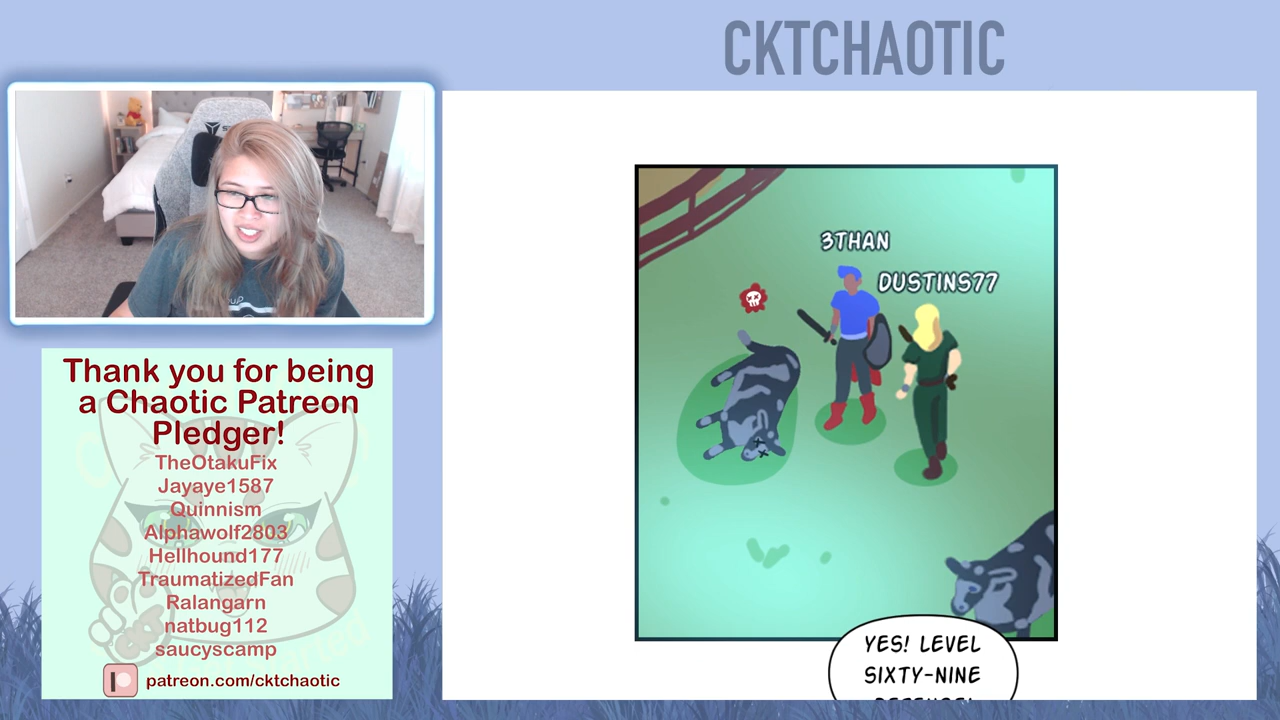 CKTCHAOTIC
3THAN
DUSTINS77
YES! LEVEL
SIXTY-NINE
Thank you for being
a Chaotic Patreon
Pledger!
TheOtakuFix
Jayaye1587
Quinnism
Alphawolf2803
Hellhound177
TraumatizedFan
Ralangarn
natbug112
saucyscamp
patreon.com/cktchaotic